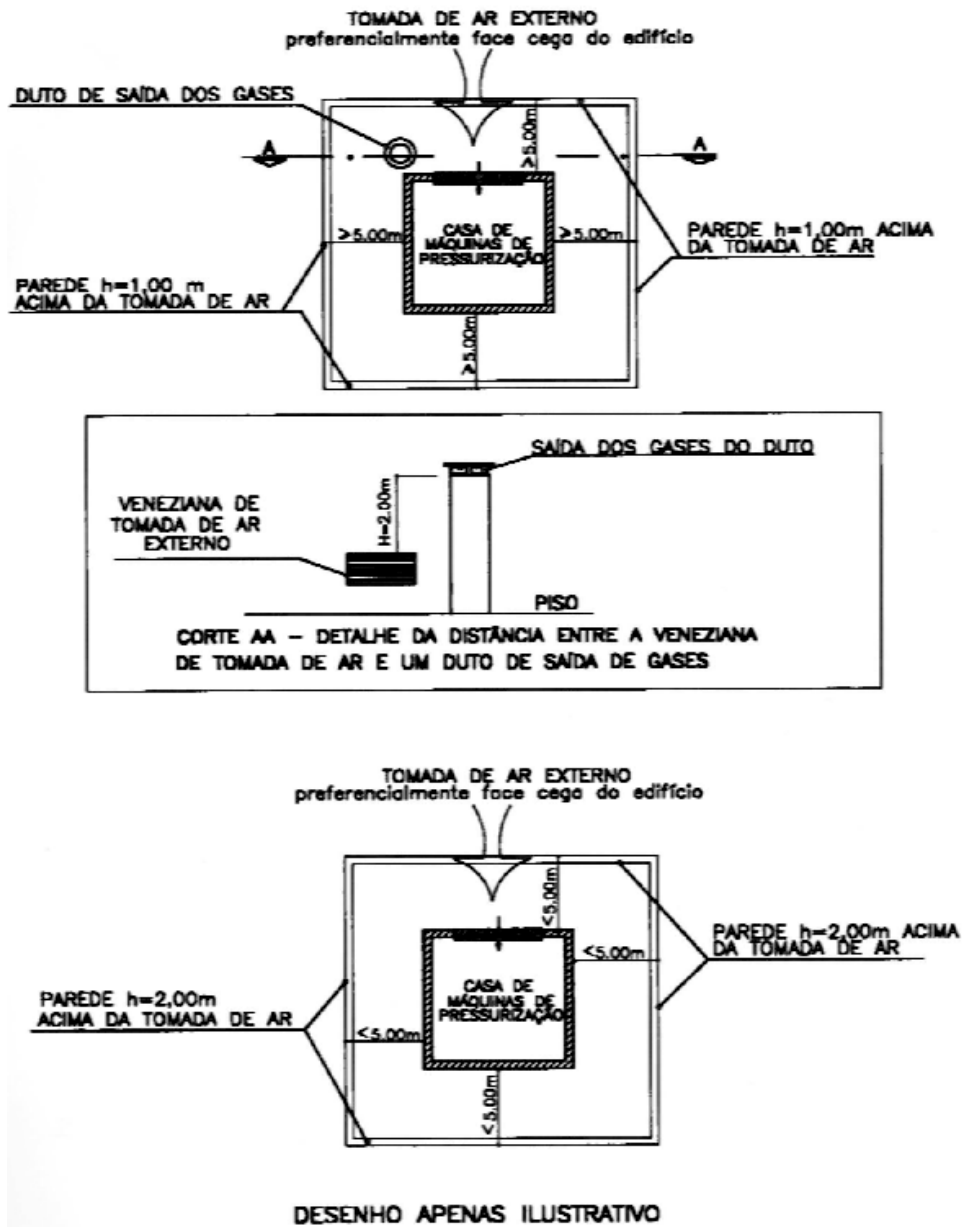 TOMADA DE AR EXTERNO
preferencialmente face cega do edifício
DUTO DE SAÍDA DOS GASES
A
A
>5.00m
>5.00m
CASA DE
MÁQUINAS DE
PRESSURIZAÇÃO
>5.00m
PAREDE h=1,00m ACIMA
DA TOMADA DE AR
PAREDE h=1,00 m
ACIMA DA TOMADA DE AR
>5.00m
SAÍDA DOS GASES DO DUTO
VENEZIANA DE
TOMADA DE AR
EXTERNO
H=2.00m
PISO
CORTE AA – DETALHE DA DISTÂNCIA ENTRE A VENEZIANA
DE TOMADA DE AR E UM DUTO DE SAÍDA DE GASES
TOMADA DE AR EXTERNO
preferencialmente face cega do edifício
<5.00m
<5.00m
PAREDE h=2,00m ACIMA
DA TOMADA DE AR
CASA DE
MÁQUINAS DE
PRESSURIZAÇÃO
PAREDE h=2,00m
ACIMA DA TOMADA DE AR
<5.00m
<5.00m
DESENHO APENAS ILUSTRATIVO